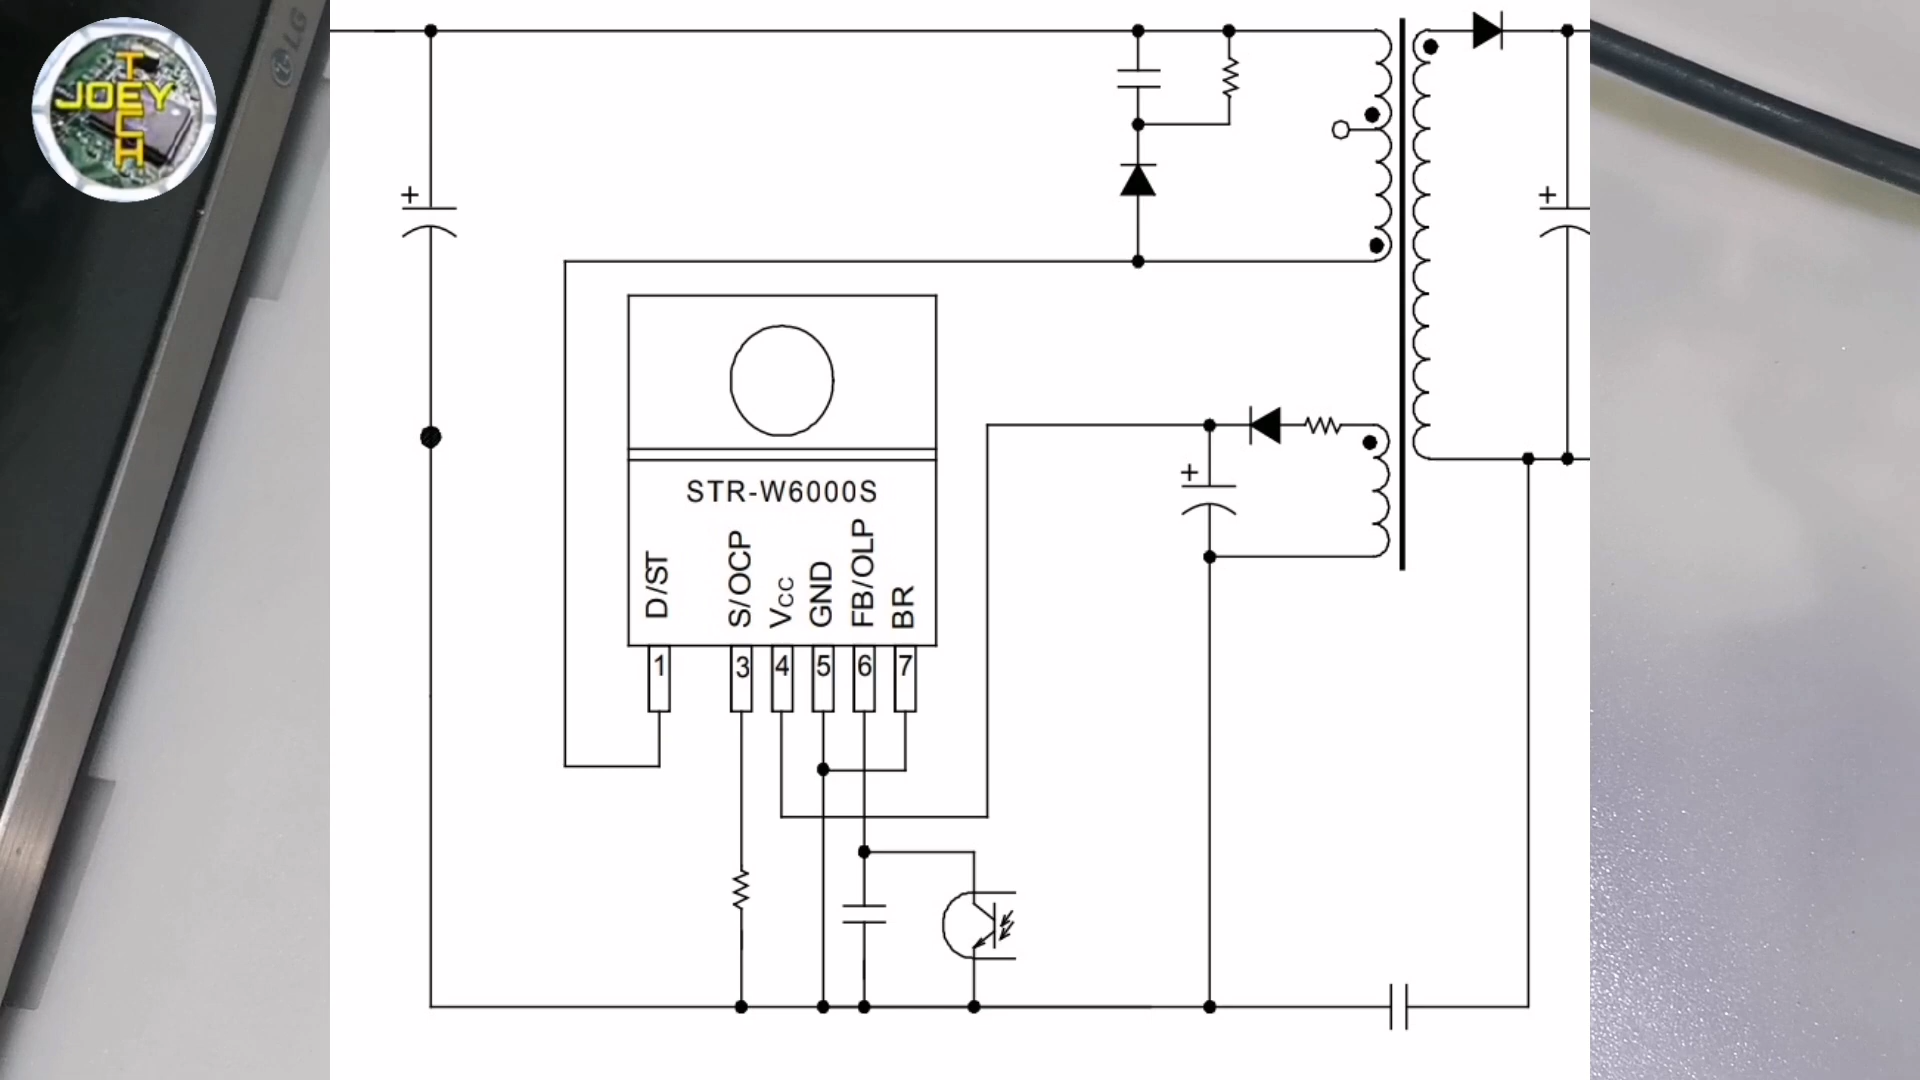 TECH
JOEY
LG
+
+
STR-W6000S
D/ST
S/OCP
Vcc
GND
FB/OLP
BR
1
3
4
5
6
7
+